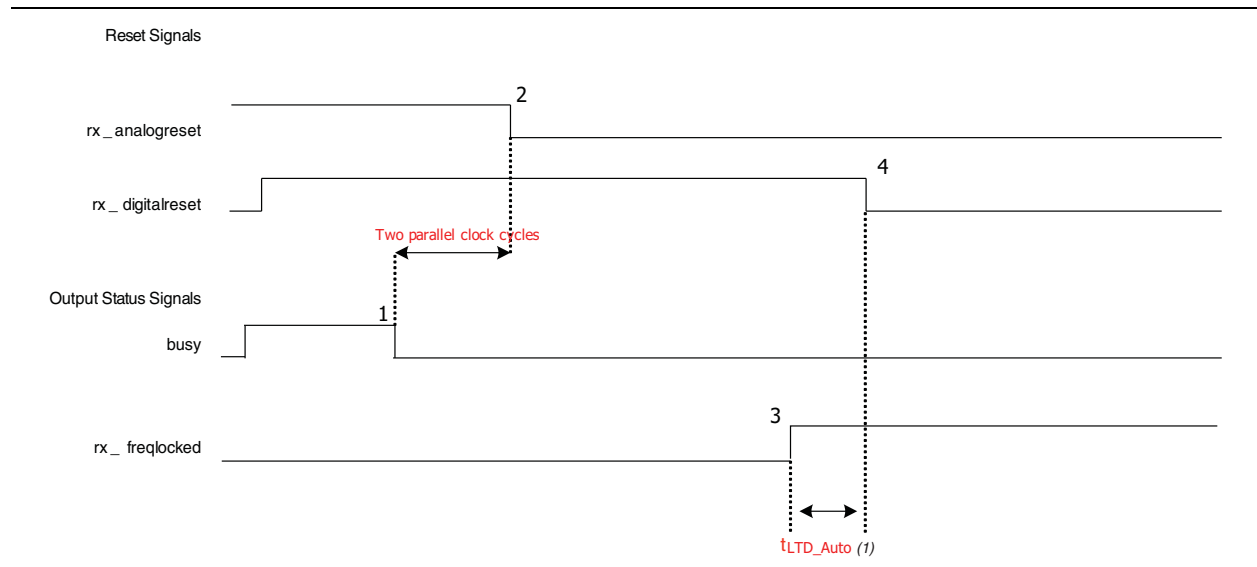 Reset Signals
2
rx _ analogreset
4
rx _ digitalreset
Two parallel clock cycles
Output Status Signals
1
busy
3
rx _ freqlocked
tLTD_Auto (1)